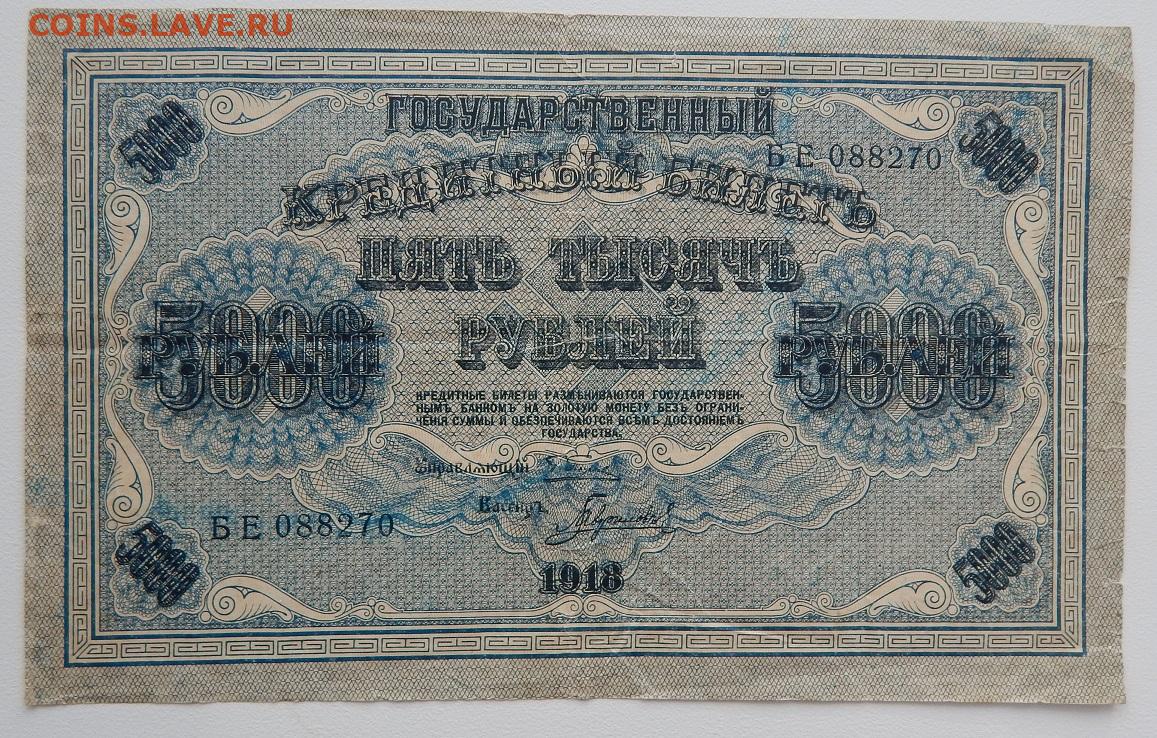 COINS.LAVE.RU
ГОСУДАРСТВЕННЫЙ
5000
5000
БЕ 088270
КРЕДИТНЫЙ БИЛЕТЪ
ПЯТЬ ТЫСЯЧЪ
РУБЛЕЙ
5000
РУБЛЕЙ
5000
РУБЛЕЙ
КРЕДИТНЫЕ БИЛЕТЫ РАЗМѢНИВАЮТСЯ ГОСУДАРСТВЕН-
НЫМЪ БАНКОМЪ НА ЗОЛОТУЮ МОНЕТУ БЕЗЪ ОГРАНИ-
ЧЕНІЯ СУММЫ И ОБЕЗПЕЧИВАЮТСЯ ВСѢМЪ ДОСТОЯНІЕМЪ
ГОСУДАРСТВА.
Управляющій
Кассиръ
БЕ 088270
5000
5000
1918